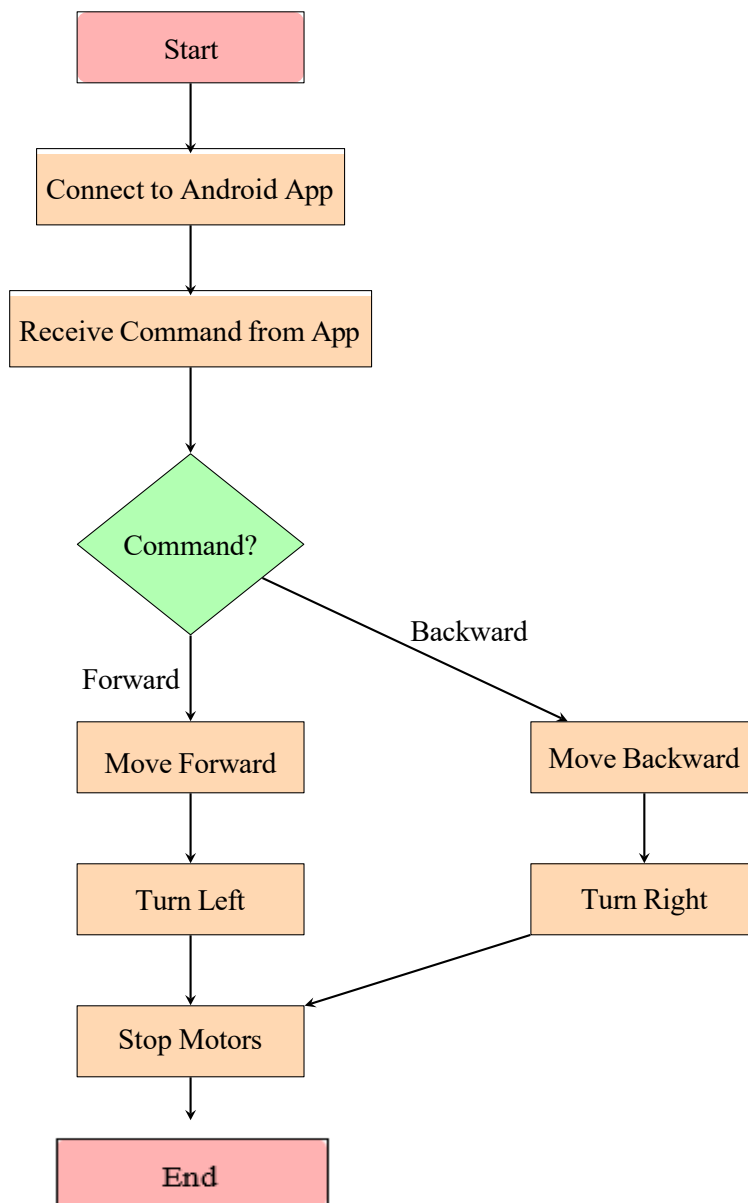 Start
Connect to Android App
Receive Command from App
Command?
Backward
Forward
Move Forward
Move Backward
Turn Left
Turn Right
Stop Motors
End